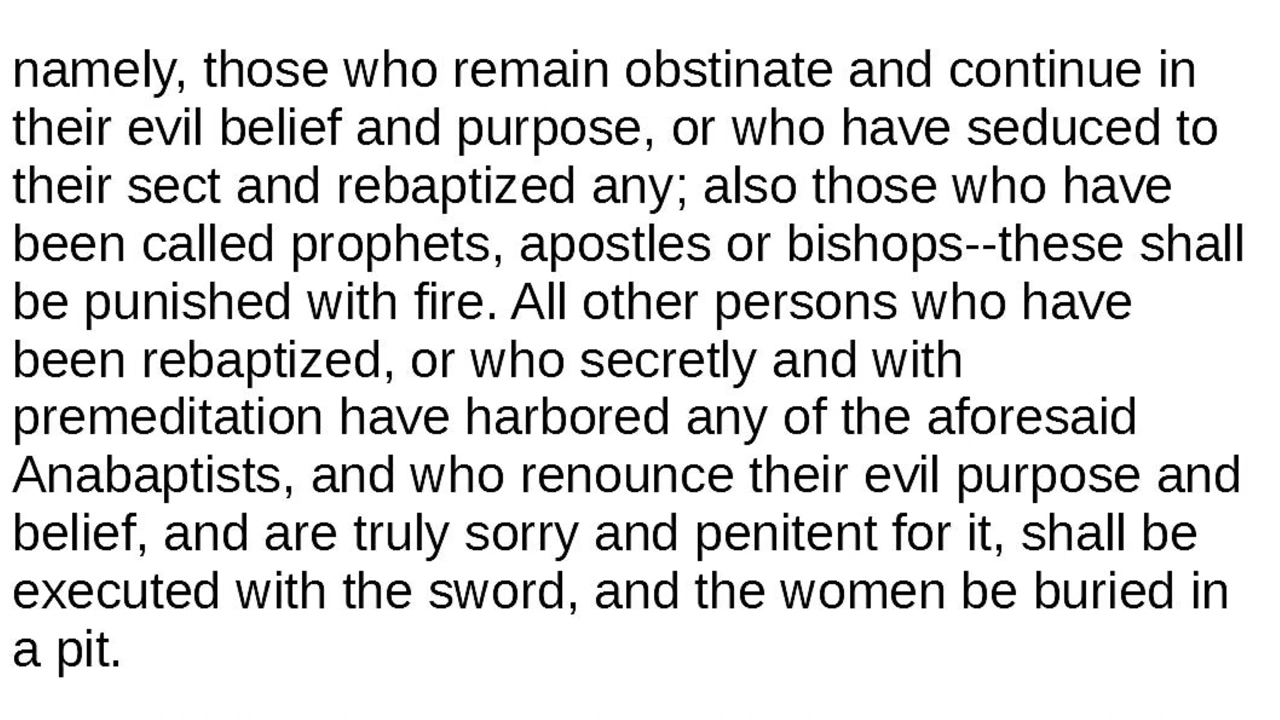 namely, those who remain obstinate and continue in
their evil belief and purpose, or who have seduced to
their sect and rebaptized any; also those who have
been called prophets, apostles or bishops--these shall
be punished with fire. All other persons who have
been rebaptized, or who secretly and with
premeditation have harbored any of the aforesaid
Anabaptists, and who renounce their evil purpose and
belief, and are truly sorry and penitent for it, shall be
executed with the sword, and the women be buried in
a pit.